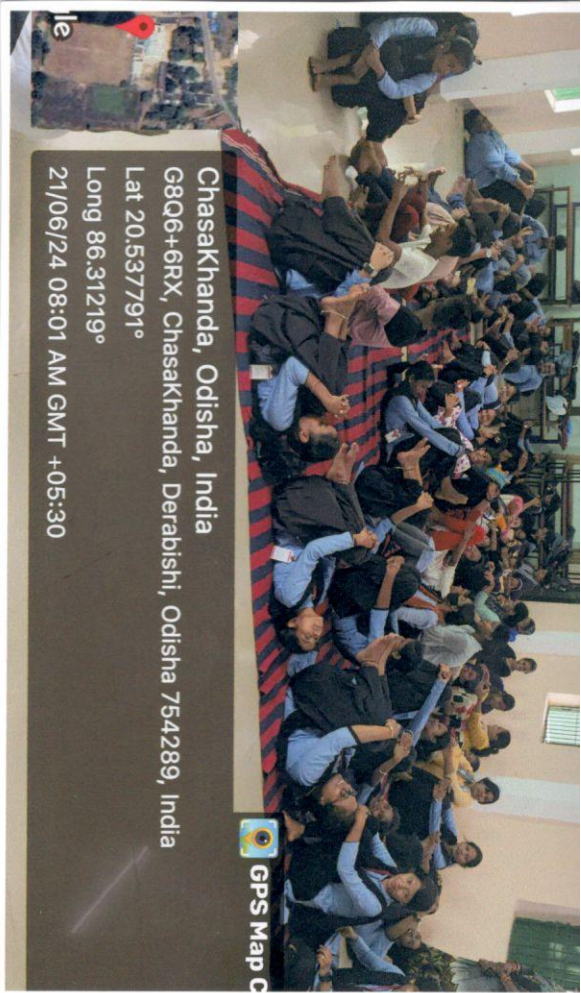 GPS Map C
ChasaKhanda, Odisha, India
G8Q6+6RX, ChasaKhanda, Derabishi, Odisha 754289, India
Lat 20.537791°
Long 86.31219°
21/06/24 08:01 AM GMT +05:30
le